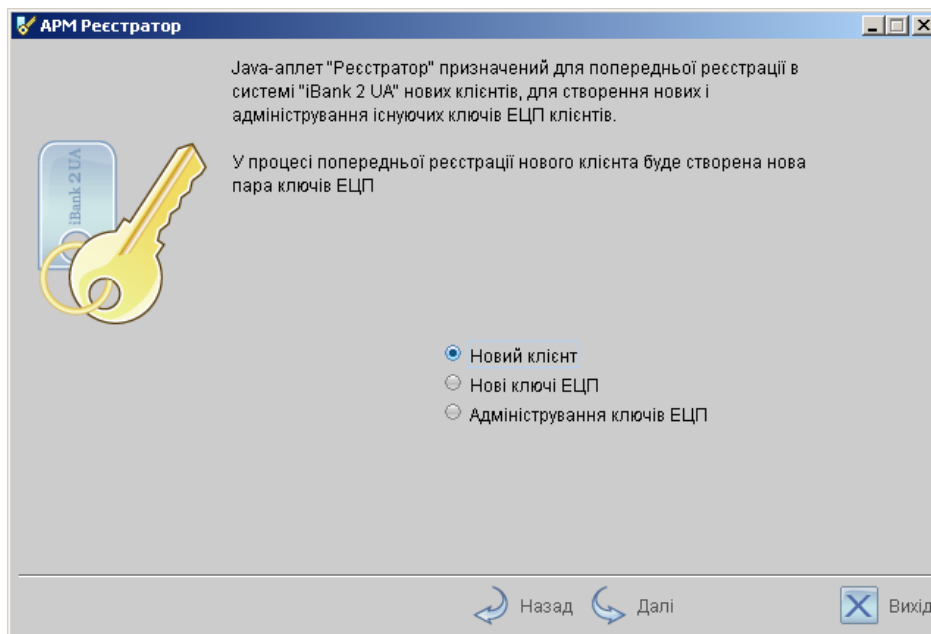 АРМ Реєстратор
Java-аплет "Реєстратор" призначений для попередньої реєстрації в
системі "iBank 2 UA" нових клієнтів, для створення нових і
адміністрування існуючих ключів ЕЦП клієнтів.
У процесі попередньої реєстрації нового клієнта буде створена нова
пара ключів ЕЦП
iBank 2 UA
Новий клієнт
Нові ключі ЕЦП
Адміністрування ключів ЕЦП
Назад Далі Вихід